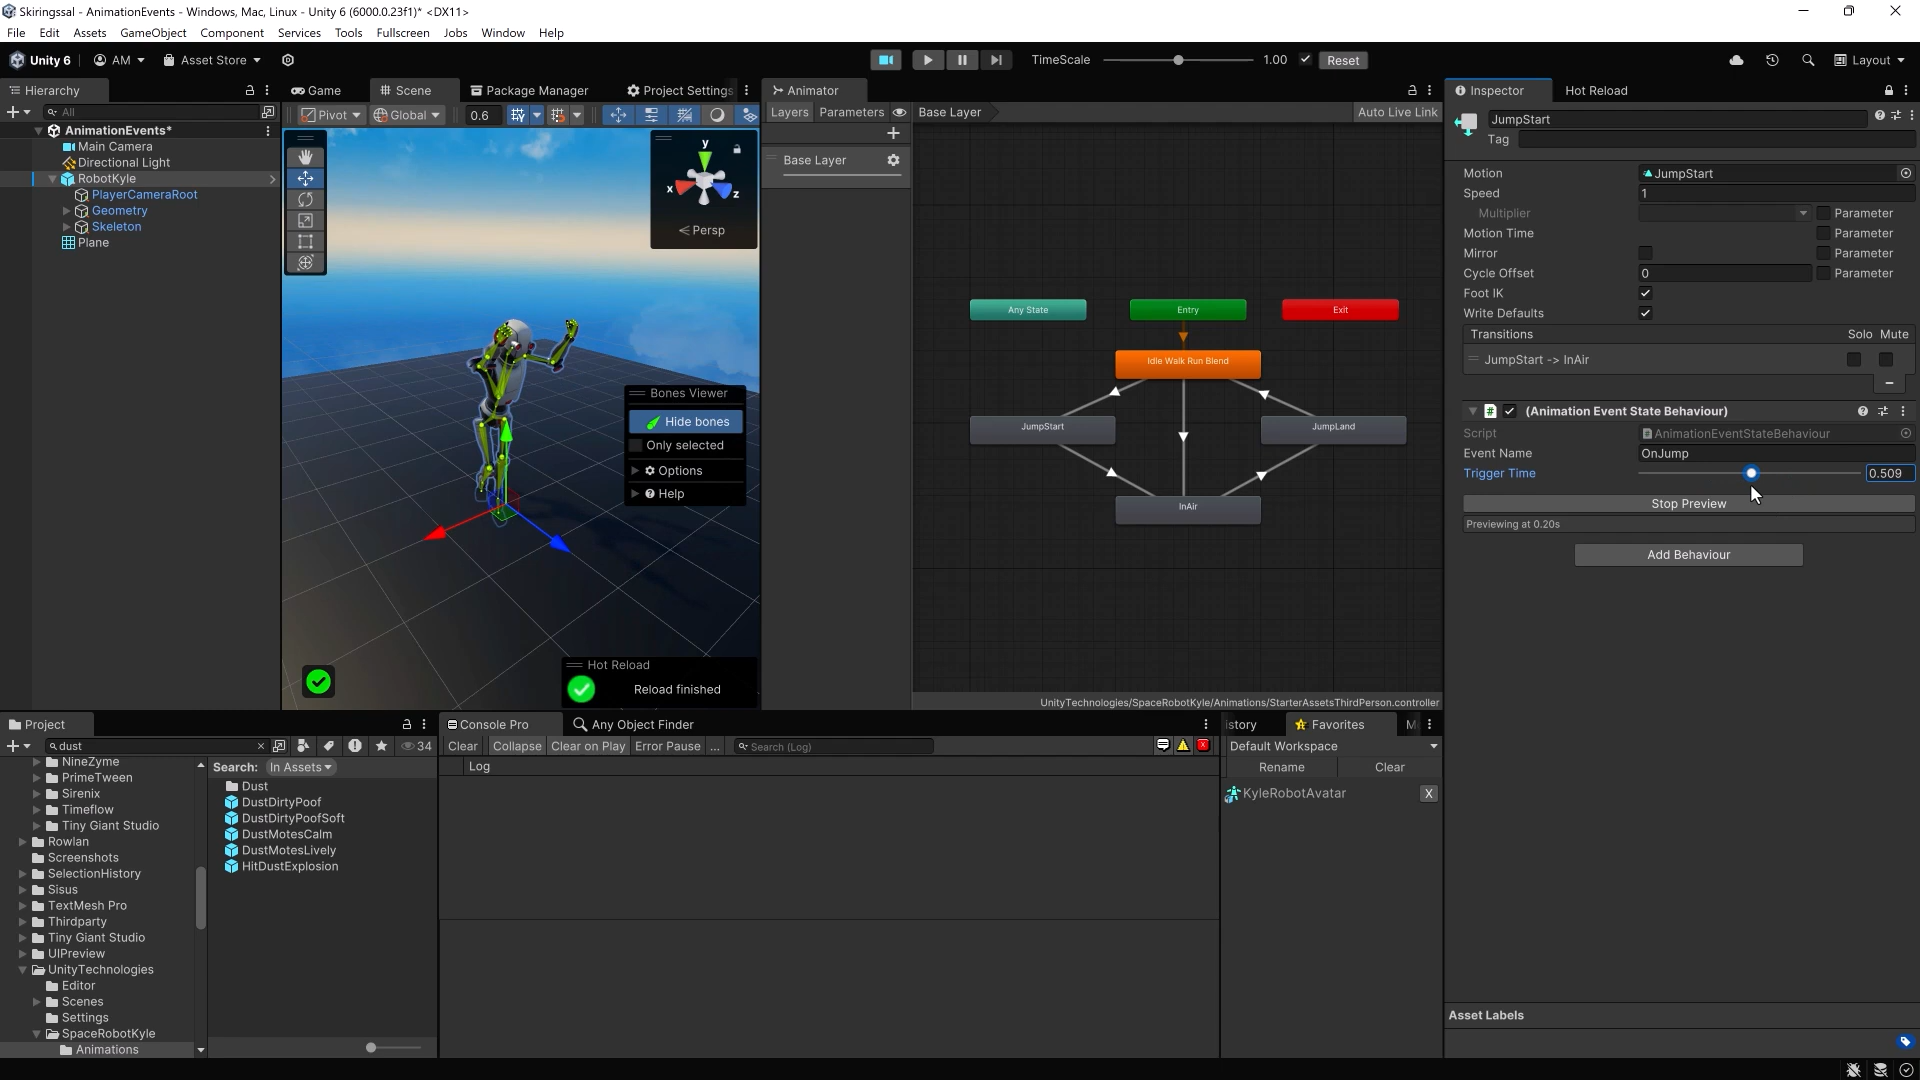 Skiringssal - AnimationEvents - Windows, Mac, Linux - Unity 6 (6000.0.23f1)* <DX11>
File Edit Assets GameObject Component Services Tools Fullscreen Jobs Window Help
Unity 6 AM Asset Store TimeScale 1.00 Reset Layout
Hierarchy
All
AnimationEvents*
Main Camera
Directional Light
RobotKyle
PlayerCameraRoot
Geometry
Skeleton
Plane
Game Scene Package Manager Project Settings
Pivot Global 0.6
y
x
z
Persp
Bones Viewer
Hide bones
Only selected
Options
Help
Hot Reload
Reload finished
Animator
Layers Parameters Base Layer Auto Live Link
Base Layer
Any State Entry Exit
Idle Walk Run Blend
JumpStart JumpLand
InAir
UnityTechnologies/SpaceRobotKyle/Animations/StarterAssetsThirdPerson.controller
Inspector Hot Reload
JumpStart
Tag
Motion JumpStart
Speed 1
Multiplier Parameter
Motion Time Parameter
Mirror Parameter
Cycle Offset 0 Parameter
Foot IK
Write Defaults
Transitions Solo Mute
JumpStart -> InAir
(Animation Event State Behaviour)
Script AnimationEventStateBehaviour
Event Name OnJump
Trigger Time 0.509
Stop Preview
Previewing at 0.20s
Add Behaviour
Asset Labels
Project
dust 34
NineZyme
PrimeTween
Sirenix
Timeflow
Tiny Giant Studio
Rowlan
Screenshots
SelectionHistory
Sisus
TextMesh Pro
Thirdparty
Tiny Giant Studio
UIPreview
UnityTechnologies
Editor
Scenes
Settings
SpaceRobotKyle
Animations
Search: In Assets
Dust
DustDirtyPoof
DustDirtyPoofSoft
DustMotesCalm
DustMotesLively
HitDustExplosion
Console Pro Any Object Finder
Clear Collapse Clear on Play Error Pause ... Search (Log)
Log
istory Favorites M
Default Workspace
Rename Clear
KyleRobotAvatar X